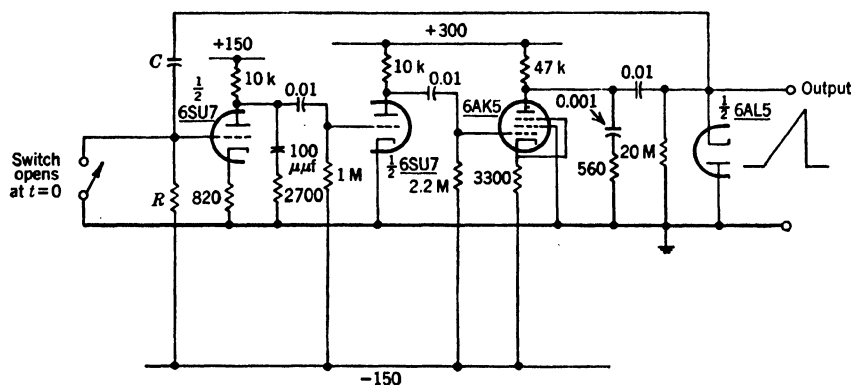 +300
+150
C
1/2
6SU7
10 k
0.01
10 k
0.01
47 k
0.01
Output
6AK5
0.001
1/2
6AL5
Switch
opens
at t=0
100
μμf
1 M
1/2
6SU7
2.2 M
3300
560
20 M
R
820
2700
-150